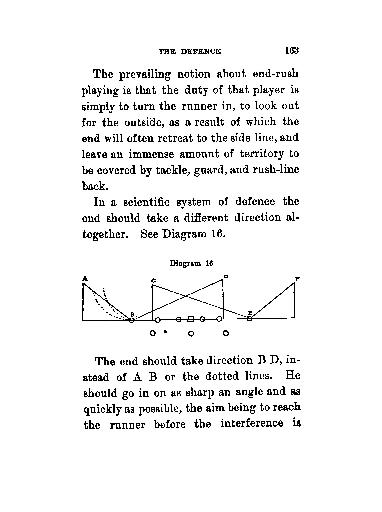 THE DEFENCE 163
The prevailing notion about end-rush
playing is that the duty of that player is
simply to turn the runner in, to look out
for the outside, as a result of which the
end will often retreat to the side line, and
leave an immense amount of territory to
be covered by tackle, guard, and rush-line
back.
In a scientific system of defence the
end should take a different direction al-
together. See Diagram 16.
Diagram 16
A C D F
B E
The end should take direction B D, in-
stead of A B or the dotted lines. He
should go in on as sharp an angle and as
quickly as possible, the aim being to reach
the runner before the interference is